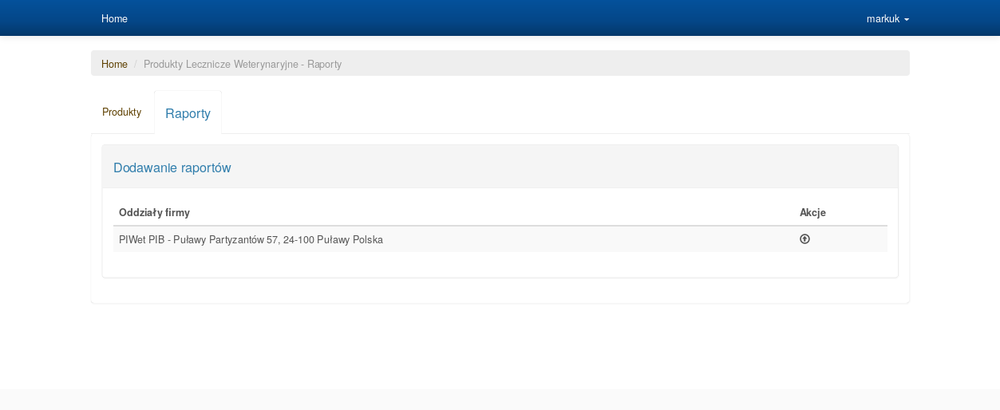 Home
markuk
Home / Produkty Lecznicze Weterynaryjne - Raporty
Produkty
Raporty
Dodawanie raportów
Oddziały firmy
Akcje
PIWet PIB - Puławy Partyzantów 57, 24-100 Puławy Polska